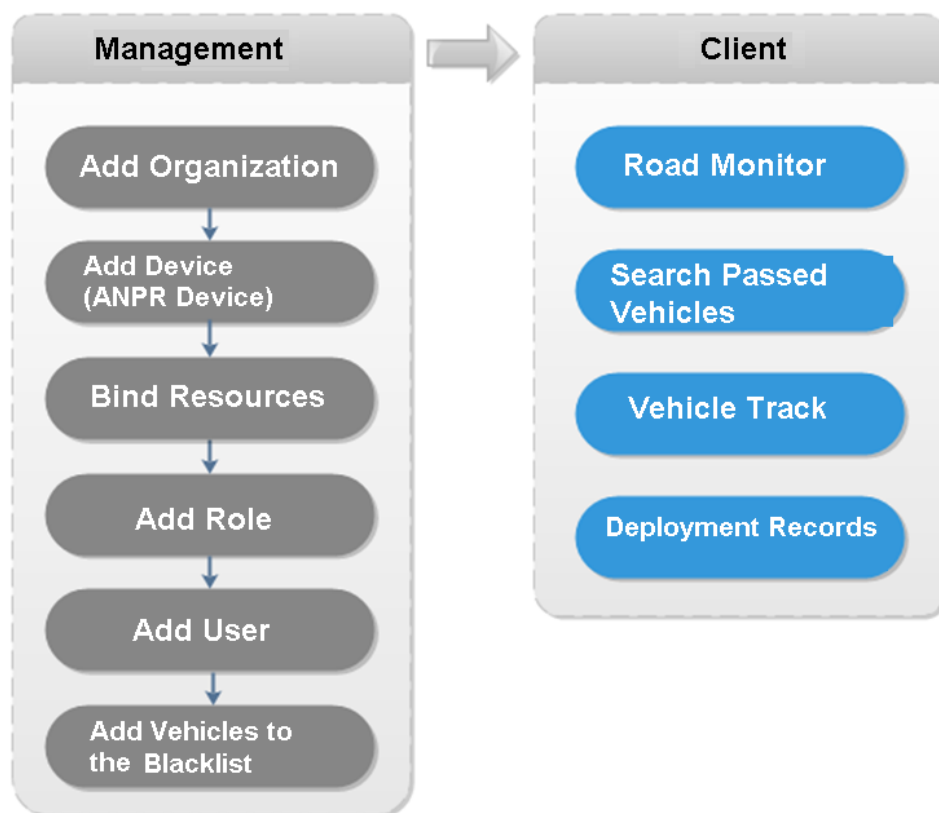 Management
Add Organization
Add Device
(ANPR Device)
Bind Resources
Add Role
Add User
Add Vehicles to
the Blacklist
Client
Road Monitor
Search Passed
Vehicles
Vehicle Track
Deployment Records